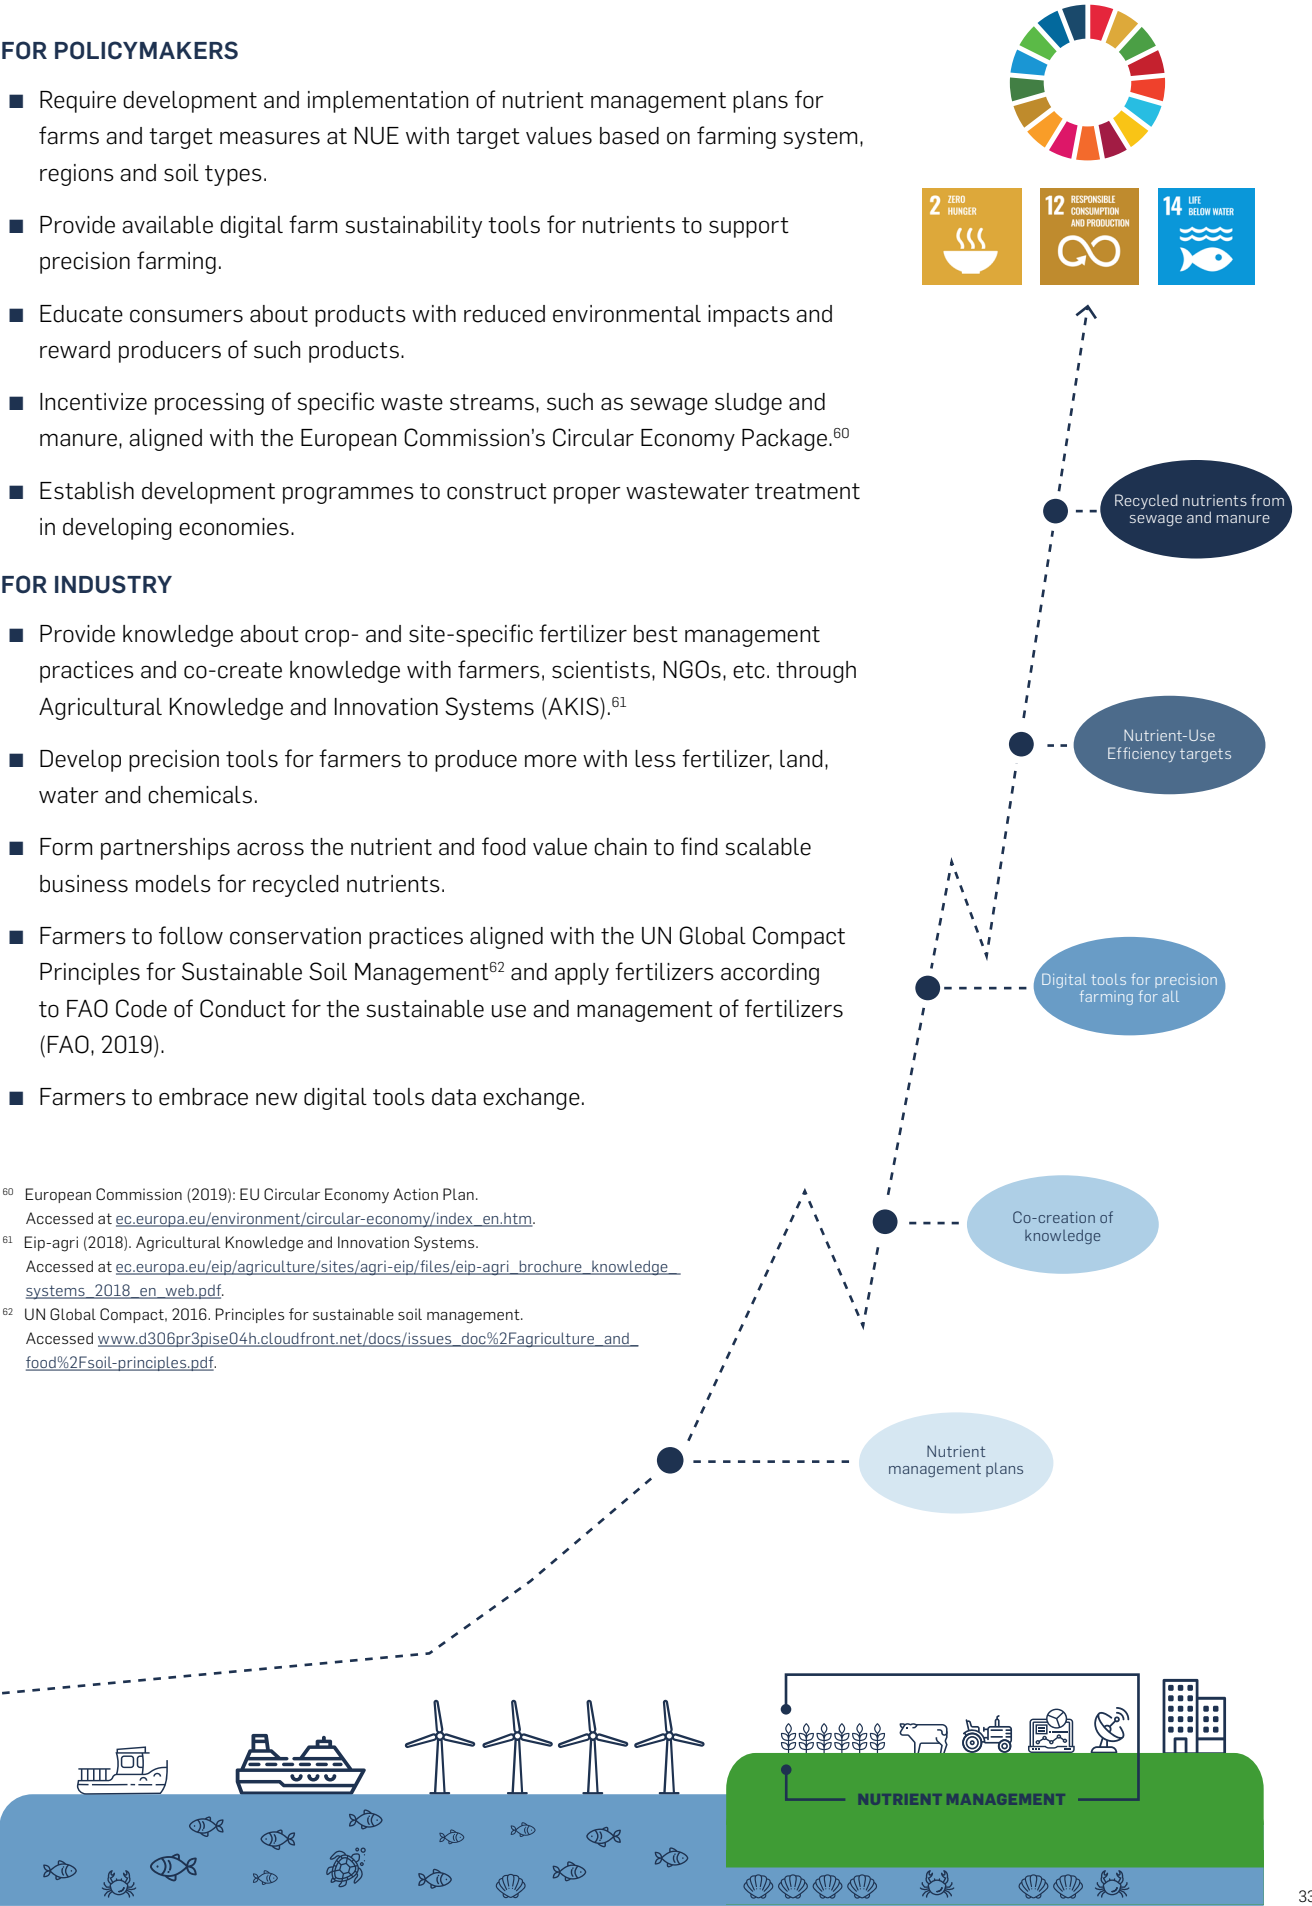 FOR POLICYMAKERS
■ Require development and implementation of nutrient management plans for
farms and target measures at NUE with target values based on farming system,
regions and soil types.
■ Provide available digital farm sustainability tools for nutrients to support
precision farming.
■ Educate consumers about products with reduced environmental impacts and
reward producers of such products.
■ Incentivize processing of specific waste streams, such as sewage sludge and
manure, aligned with the European Commission's Circular Economy Package.60
■ Establish development programmes to construct proper wastewater treatment
in developing economies.
FOR INDUSTRY
■ Provide knowledge about crop- and site-specific fertilizer best management
practices and co-create knowledge with farmers, scientists, NGOs, etc. through
Agricultural Knowledge and Innovation Systems (AKIS).61
■ Develop precision tools for farmers to produce more with less fertilizer, land,
water and chemicals.
■ Form partnerships across the nutrient and food value chain to find scalable
business models for recycled nutrients.
■ Farmers to follow conservation practices aligned with the UN Global Compact
Principles for Sustainable Soil Management62 and apply fertilizers according
to FAO Code of Conduct for the sustainable use and management of fertilizers
(FAO, 2019).
■ Farmers to embrace new digital tools data exchange.
60 European Commission (2019): EU Circular Economy Action Plan.
Accessed at ec.europa.eu/environment/circular-economy/index_en.htm.
61 Eip-agri (2018). Agricultural Knowledge and Innovation Systems.
Accessed at ec.europa.eu/eip/agriculture/sites/agri-eip/files/eip-agri_brochure_knowledge_
systems_2018_en_web.pdf.
62 UN Global Compact, 2016. Principles for sustainable soil management.
Accessed www.d306pr3pise04h.cloudfront.net/docs/issues_doc%2Fagriculture_and_
food%2Fsoil-principles.pdf.
2 ZERO
HUNGER
12 RESPONSIBLE
CONSUMPTION
AND PRODUCTION
14 LIFE
BELOW WATER
Recycled nutrients from
sewage and manure
Nutrient-Use
Efficiency targets
Digital tools for precision
farming for all
Co-creation of
knowledge
Nutrient
management plans
NUTRIENT MANAGEMENT
33